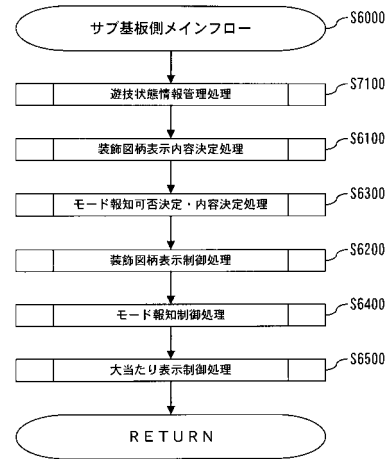 サブ基板側メインフロー S6000
遊技状態情報管理処理 S7100
装飾図柄表示内容決定処理 S6100
モード報知可否決定・内容決定処理 S6300
装飾図柄表示制御処理 S6200
モード報知制御処理 S6400
大当たり表示制御処理 S6500
RETURN